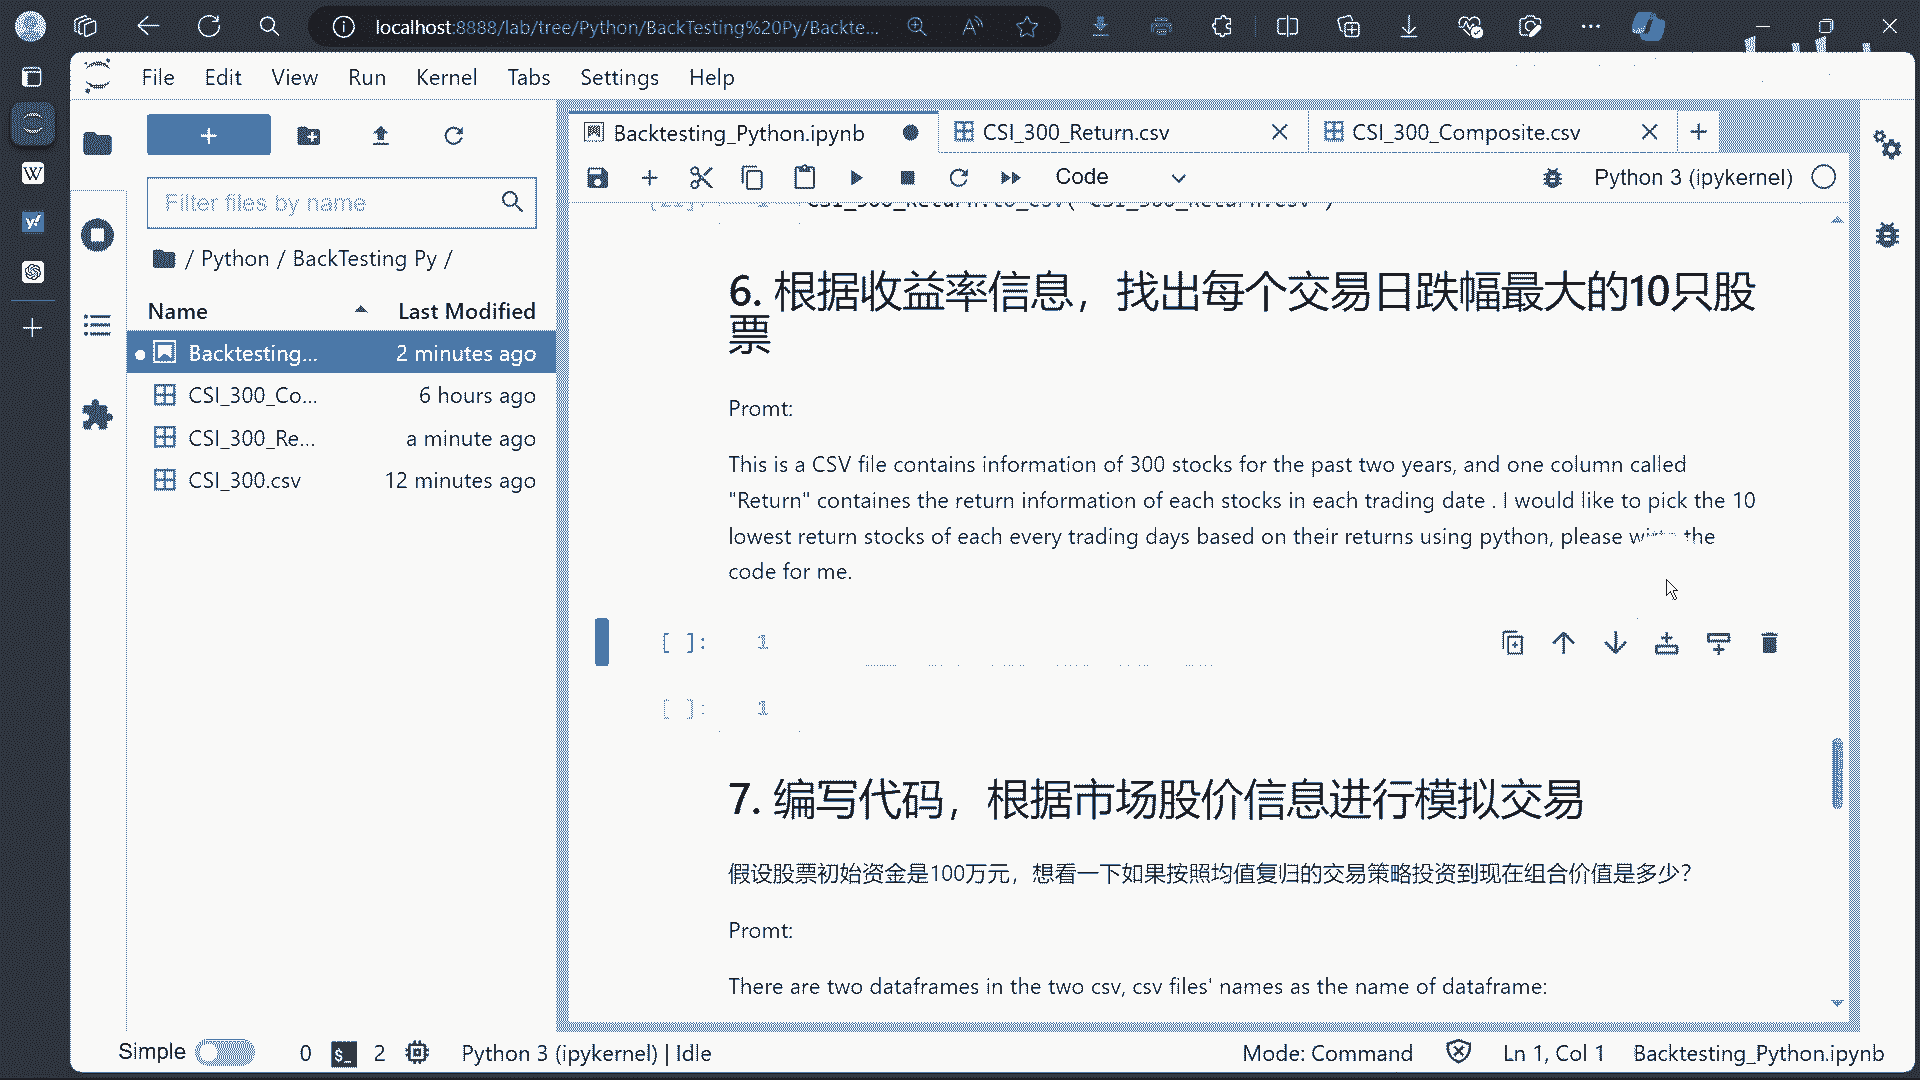 localhost:8888/lab/tree/Python/BackTesting%20Py/Backte...
File Edit View Run Kernel Tabs Settings Help
Backtesting_Python.ipynb
CSI_300_Return.csv
CSI_300_Composite.csv
Code
Python 3 (ipykernel)
Filter files by name
/ Python / BackTesting Py /
Name
Last Modified
Backtesting...
2 minutes ago
CSI_300_Co...
6 hours ago
CSI_300_Re...
a minute ago
CSI_300.csv
12 minutes ago
6. 根据收益率信息，找出每个交易日跌幅最大的10只股
票
Promt:
This is a CSV file contains information of 300 stocks for the past two years, and one column called
"Return" containes the return information of each stocks in each trading date . I would like to pick the 10
lowest return stocks of each every trading days based on their returns using python, please the
code for me.
[ ]: 1
[ ]: 1
7. 编写代码，根据市场股价信息进行模拟交易
假设股票初始资金是100万元，想看一下如果按照均值复归的交易策略投资到现在组合价值是多少？
Promt:
There are two dataframes in the two csv, csv files' names as the name of dataframe:
Simple
0
2
Python 3 (ipykernel) | Idle
Mode: Command
Ln 1, Col 1
Backtesting_Python.ipynb